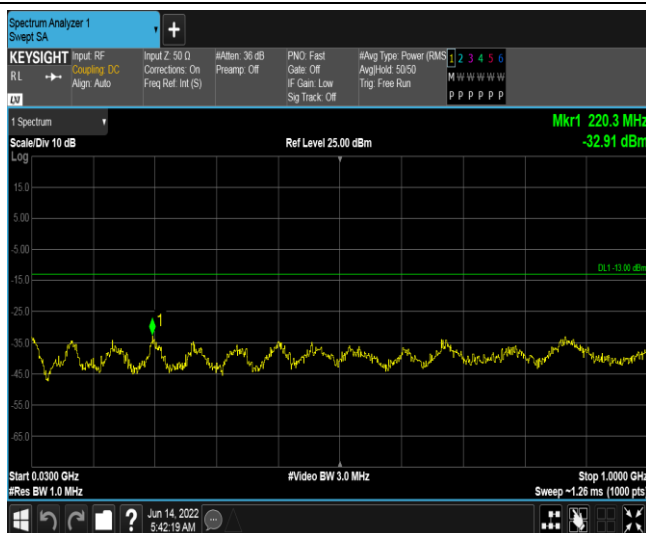 Spectrum Analyzer 1
Swept SA
+
KEYSIGHT
RL
LXI
Input: RF
Coupling: DC
Align: Auto
Input Z: 50 Ω
Corrections: On
Freq Ref: Int (S)
#Atten: 36 dB
Preamp: Off
PNO: Fast
Gate: Off
IF Gain: Low
Sig Track: Off
#Avg Type: Power (RMS
Avg|Hold: 50/50
Trig: Free Run
1 2 3 4 5 6
M W W W W W
P P P P P P
1 Spectrum
Mkr1 220.3 MHz
Scale/Div 10 dB
Ref Level 25.00 dBm
-32.91 dBm
Log
15.0
5.00
-5.00
DL1 -13.00 dBm
-15.0
-25.0
1
-35.0
-45.0
-55.0
-65.0
Start 0.0300 GHz
#Video BW 3.0 MHz
Stop 1.0000 GHz
#Res BW 1.0 MHz
Sweep ~1.26 ms (1000 pts)
?
Jun 14, 2022
5:42:19 AM